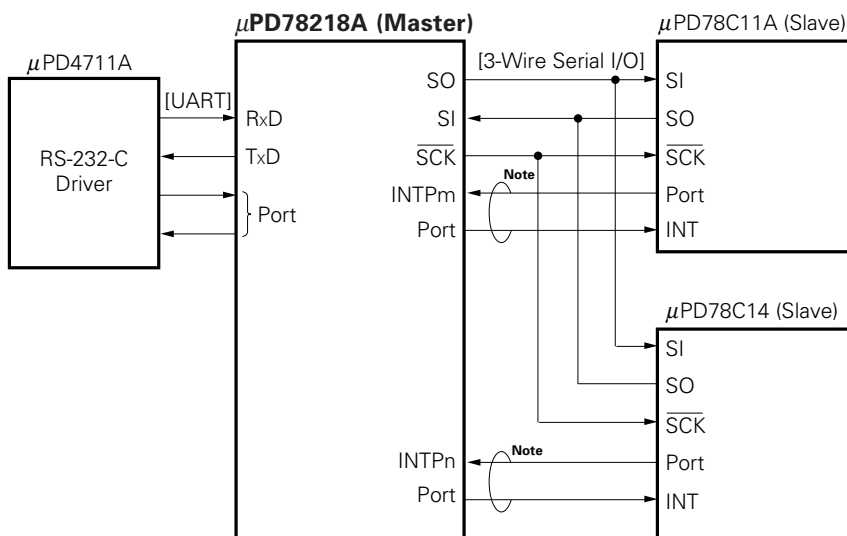 μPD78218A (Master)
μPD78C11A (Slave)
μPD4711A
[3-Wire Serial I/O]
[UART]
RS-232-C
Driver
RxD
TxD
Port
SO
SI
SCK
INTPm
Port
Note
SI
SO
SCK
Port
INT
μPD78C14 (Slave)
SI
SO
SCK
Port
INT
INTPn
Port
Note